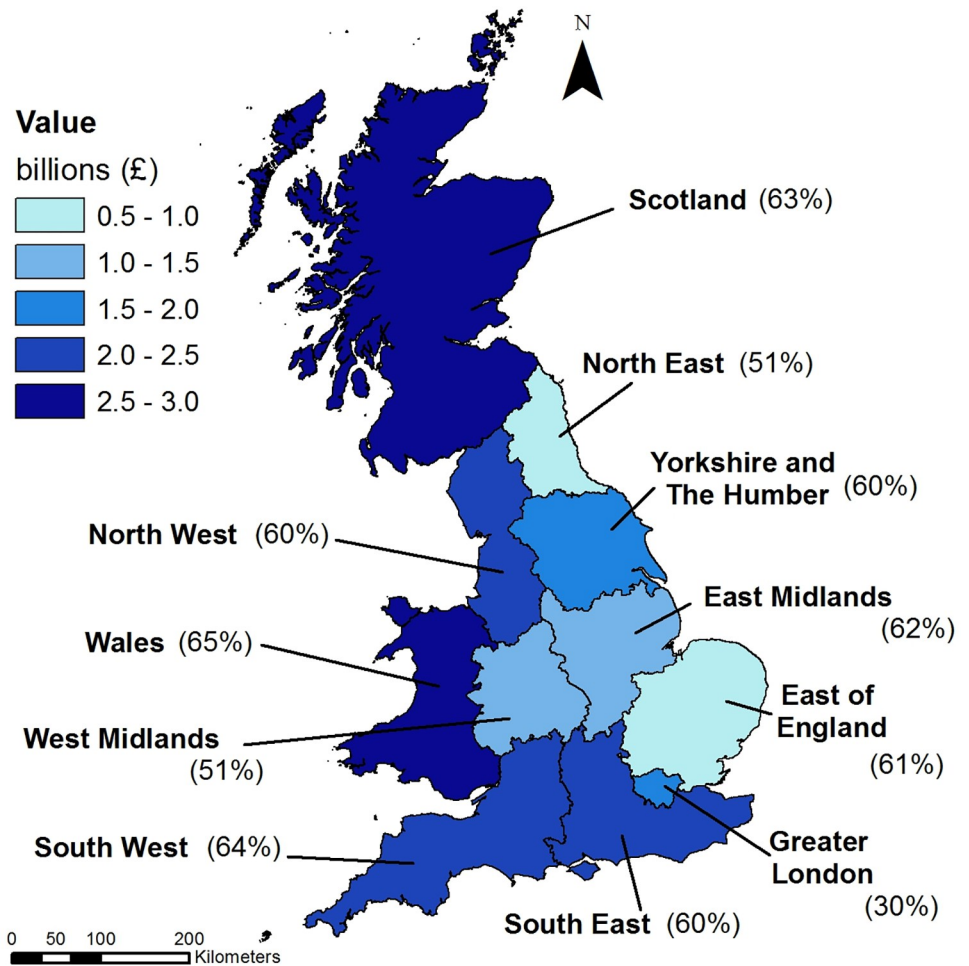 N
Value
billions (£)
0.5 - 1.0
1.0 - 1.5
1.5 - 2.0
2.0 - 2.5
2.5 - 3.0
Scotland (63%)
North East (51%)
Yorkshire and
The Humber (60%)
North West (60%)
East Midlands
(62%)
Wales (65%)
East of
England
(61%)
West Midlands
(51%)
South West (64%)
Greater
London
(30%)
South East (60%)
0 50 100 200
Kilometers